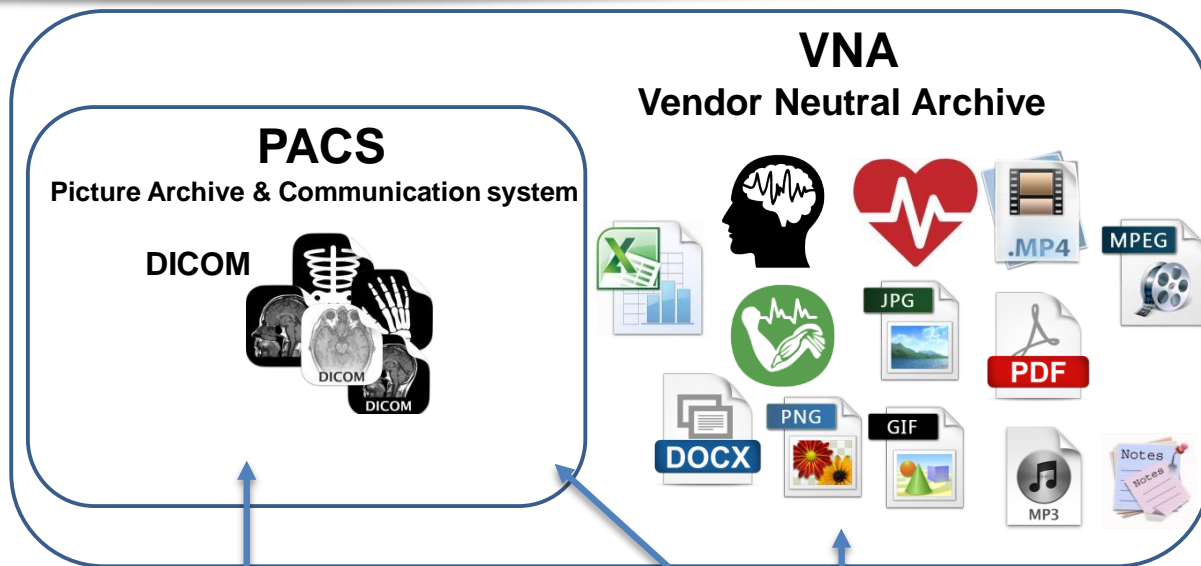 VNA
Vendor Neutral Archive
PACS
Picture Archive & Communication system
DICOM
DICOM
DICOM
X
.MP4
MPEG
JPG
PDF
DOCX
PNG
GIF
MP3
Notes
Notes